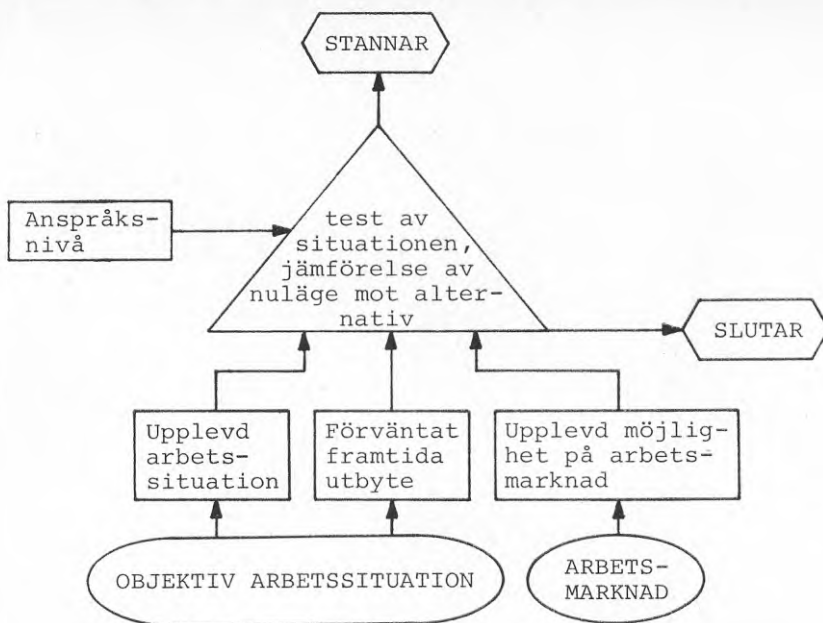 STANNAR
Anspråks-
nivå
test av
situationen,
jämförelse av
nuläge mot alter-
nativ
SLUTAR
Upplevd
arbets-
situation
Förväntat
framtida
utbyte
Upplevd möjlig-
het på arbets-
marknad
OBJEKTIV ARBETSSITUATION
ARBETS-
MARKNAD